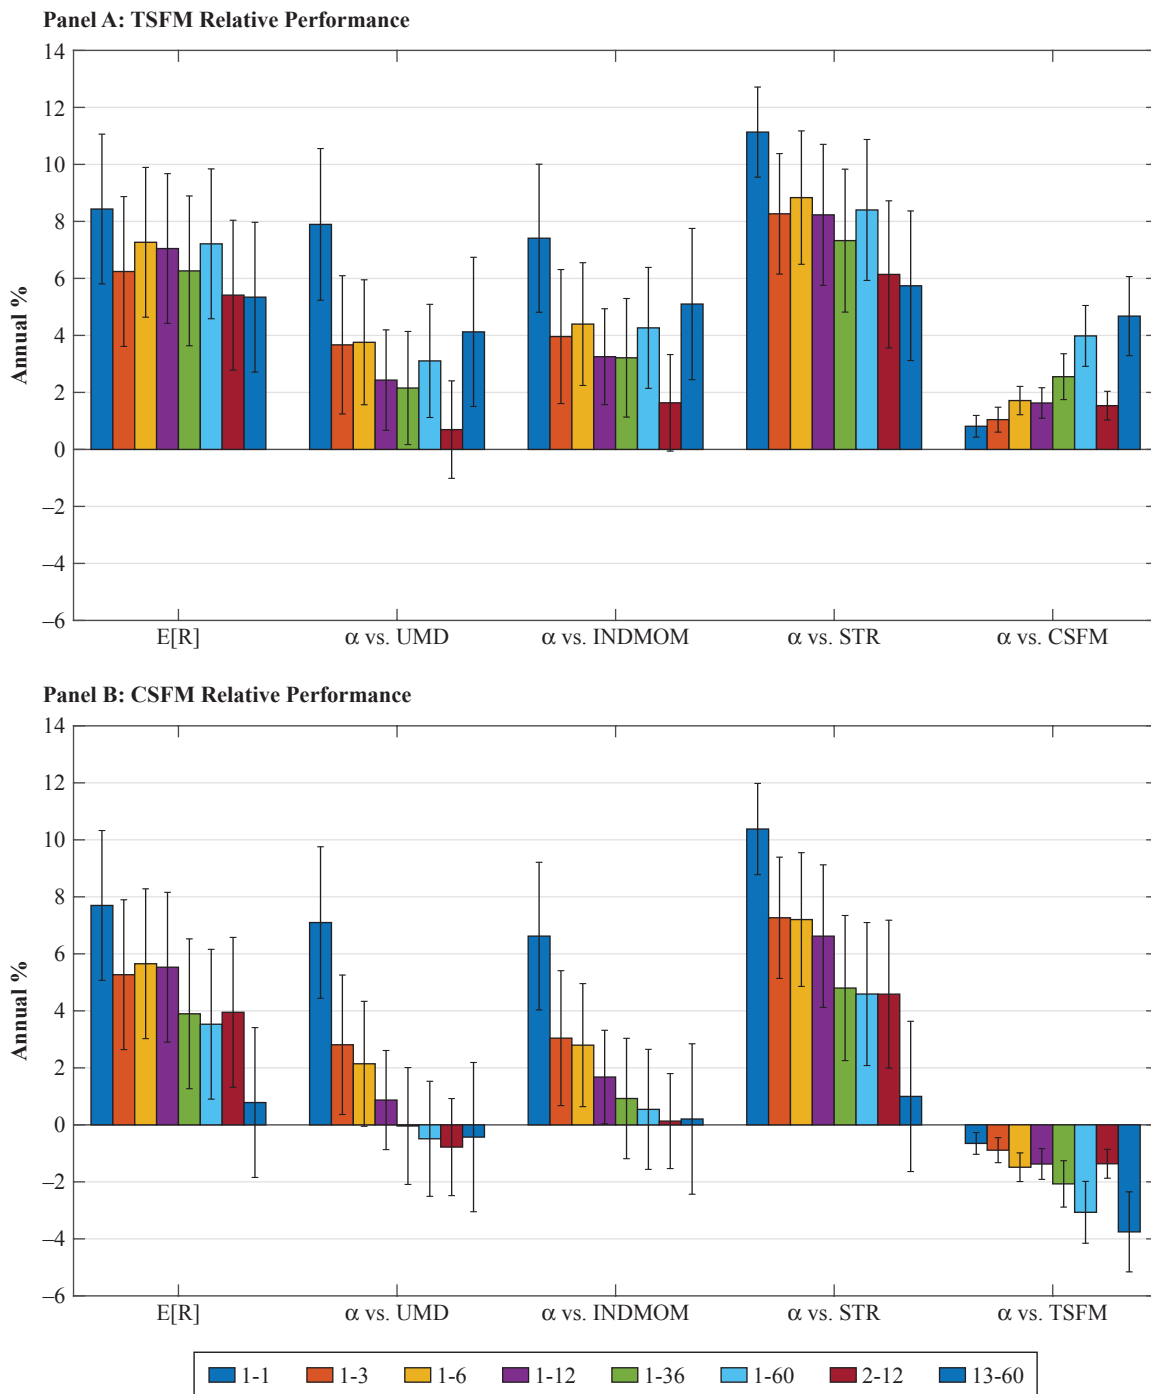 Panel A: TSFM Relative Performance
14
12
10
8
6
4
2
0
–2
–4
–6
Annual %
E[R]
α vs. UMD
α vs. INDMOM
α vs. STR
α vs. CSFM
Panel B: CSFM Relative Performance
14
12
10
8
6
4
2
0
–2
–4
–6
Annual %
E[R]
α vs. UMD
α vs. INDMOM
α vs. STR
α vs. TSFM
1-1 1-3 1-6 1-12 1-36 1-60 2-12 13-60